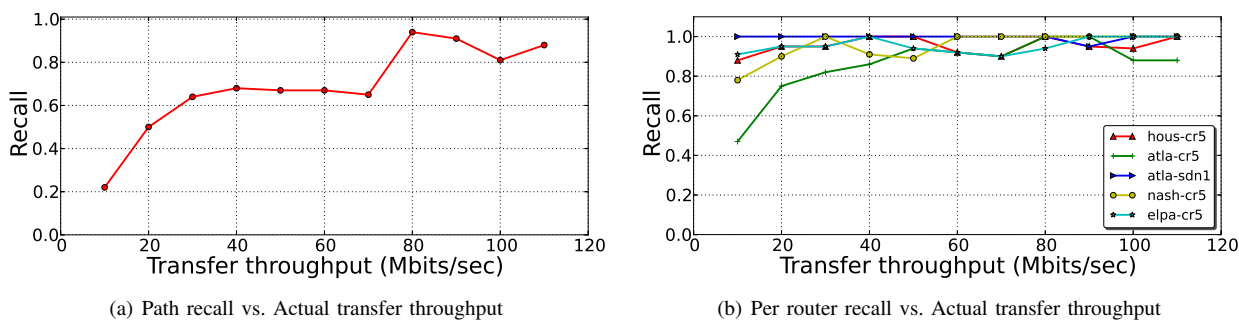 1.0
0.8
0.6
0.4
0.2
0.0
Recall
0 20 40 60 80 100 120
Transfer throughput (Mbits/sec)
(a) Path recall vs. Actual transfer throughput
1.0
0.8
0.6
0.4
0.2
0.0
Recall
hous-cr5
atla-cr5
atla-sdn1
nash-cr5
elpa-cr5
0 20 40 60 80 100 120
Transfer throughput (Mbits/sec)
(b) Per router recall vs. Actual transfer throughput